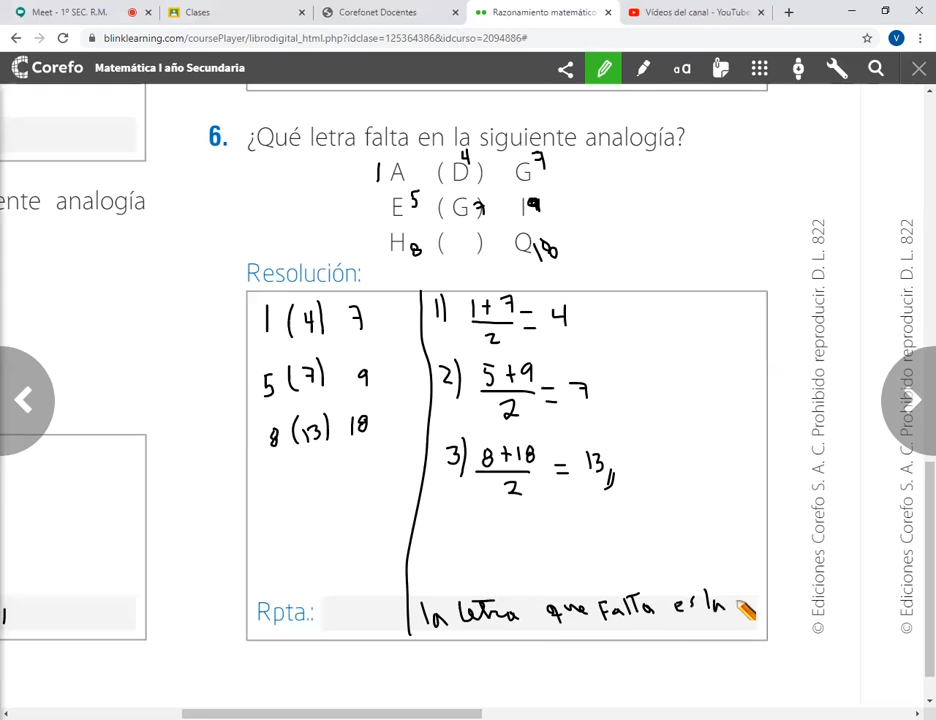 Meet - 1º SEC. R.M.
Clases
Corefonet Docentes
Razonamiento matemático
Vídeos del canal - YouTube
blinklearning.com/coursePlayer/librodigital_html.php?idclase=125364386&idcurso=2094886#
V
Corefo
Matemática I año Secundaria
aa
6. ¿Qué letra falta en la siguiente analogía?
1 A ( D 4 ) G 7
ente analogía
E 5 ( G 7 ) I 9
H 8 ( ) Q 18
Resolución:
1 (4) 7
5 (7) 9
8 (13) 18
1) 1+7/2 = 4
2) 5+9/2 = 7
3) 8+18/2 = 13
Rpta.: la letra que falta es la
© Ediciones Corefo S. A. C. Prohibido reproducir. D. L. 822
© Ediciones Corefo S. A. C. Prohibido reproducir. D. L. 822